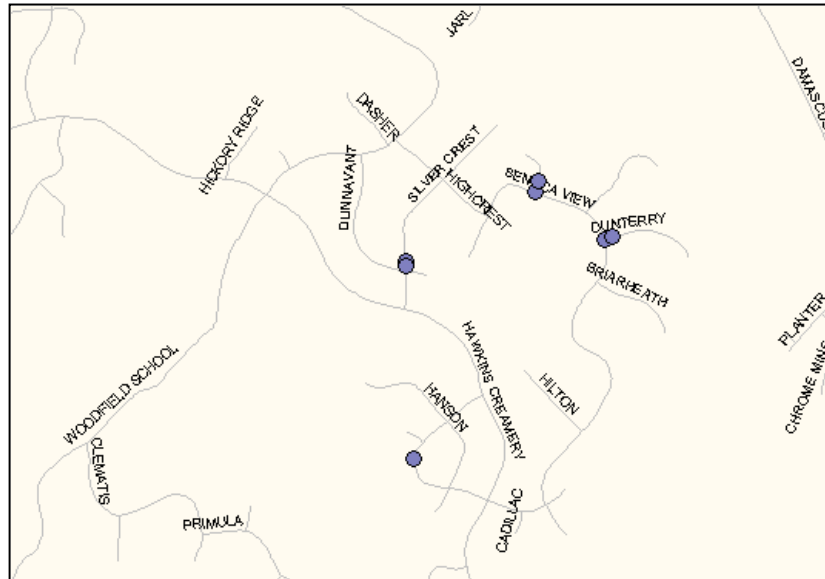 JARL
DAMASCUS
DASHER
HICKORY RIDGE
SILVER CREST
DUNNAVANT
HIGHCREST
VIEW
DUNTERRY
BRIARHEATH
PLANTER
CHROME MINE
HAWKINS CREAMERY
WOODFIELD SCHOOL
HILTON
HANSON
CLEMATIS
PRIMULA
CADILLAC